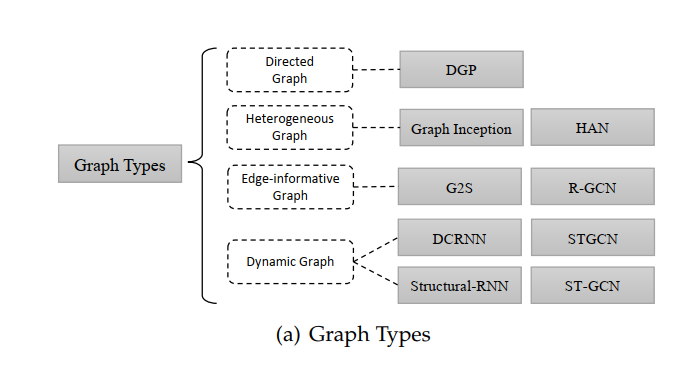 Graph Types
Directed
Graph
DGP
Heterogeneous
Graph
Graph Inception
HAN
Edge-informative
Graph
G2S
R-GCN
Dynamic Graph
DCRNN
STGCN
Structural-RNN
ST-GCN
(a) Graph Types